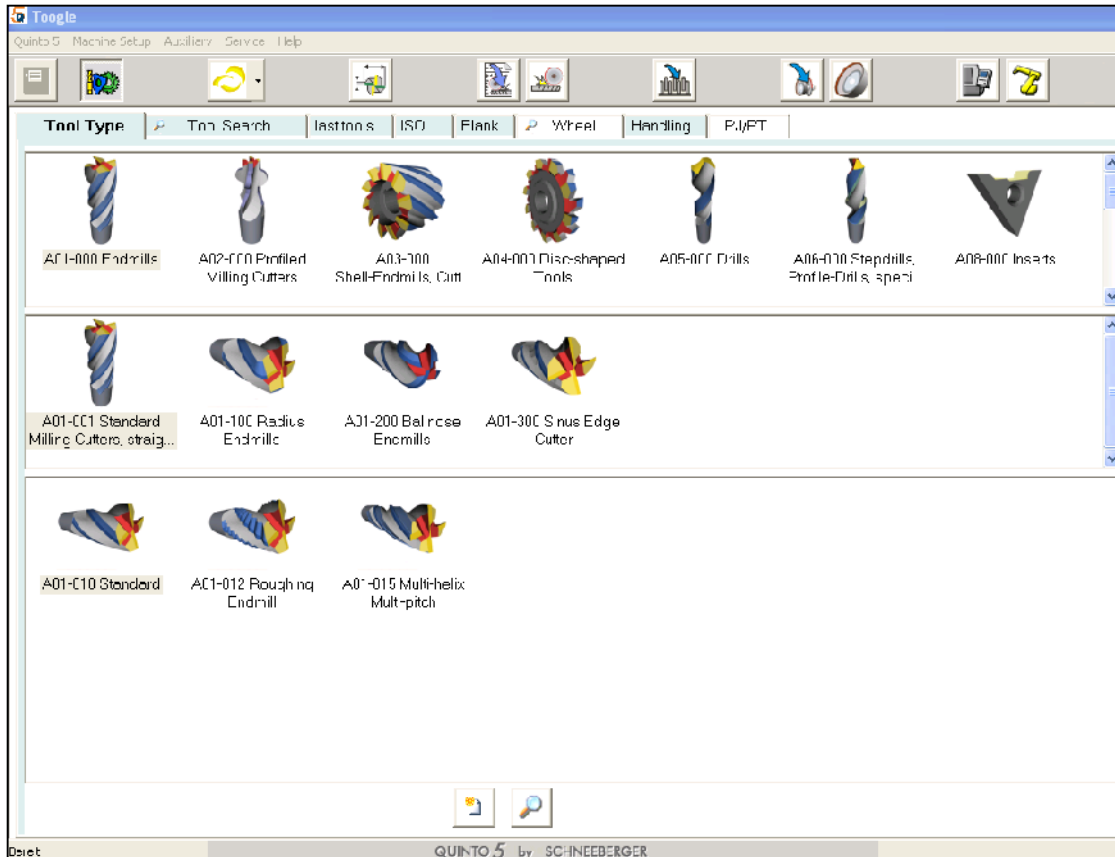 Toogle
Quinto 5 Machine Setup Auxiliary Service Help
Tool Type Tool Search lasttools ISO Blank Wheel Handling
A01-000 Endmills A02-000 Profiled A03-000 A04-000 Disc-shaped A05-000 Drills A06-000 Stepdrills, A08-000 Inserts
Milling Cutters Shell-Endmills, Cutt Tools Profile-Drills, speci...
A01-001 Standard A01-100 Radius A01-200 Ballnose A01-300 Sinus Edge
Milling Cutters, straig... Endmills Endmills Cutter
A01-010 Standard A01-012 Roughing A01-015 Multi-helix
Endmill Multi-pitch
QUINTO 5 by SCHNEEBERGER